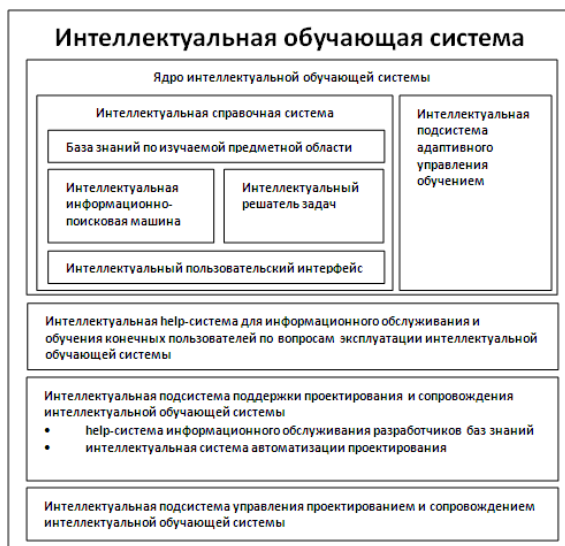 Интеллектуальная обучающая система
Ядро интеллектуальной обучающей системы
Интеллектуальная справочная система
База знаний по изучаемой предметной области
Интеллектуальная
информационно-
поисковая машина
Интеллектуальный
решатель задач
Интеллектуальный пользовательский интерфейс
Интеллектуальная
подсистема
адаптивного
управления
обучением
Интеллектуальная help-система для информационного обслуживания и
обучения конечных пользователей по вопросам эксплуатации интеллектуальной
обучающей системы
Интеллектуальная подсистема поддержки проектирования и сопровождения
интеллектуальной обучающей системы
• help-система информационного обслуживания разработчиков баз знаний
• интеллектуальная система автоматизации проектирования
Интеллектуальная подсистема управления проектированием и сопровождением
интеллектуальной обучающей системы